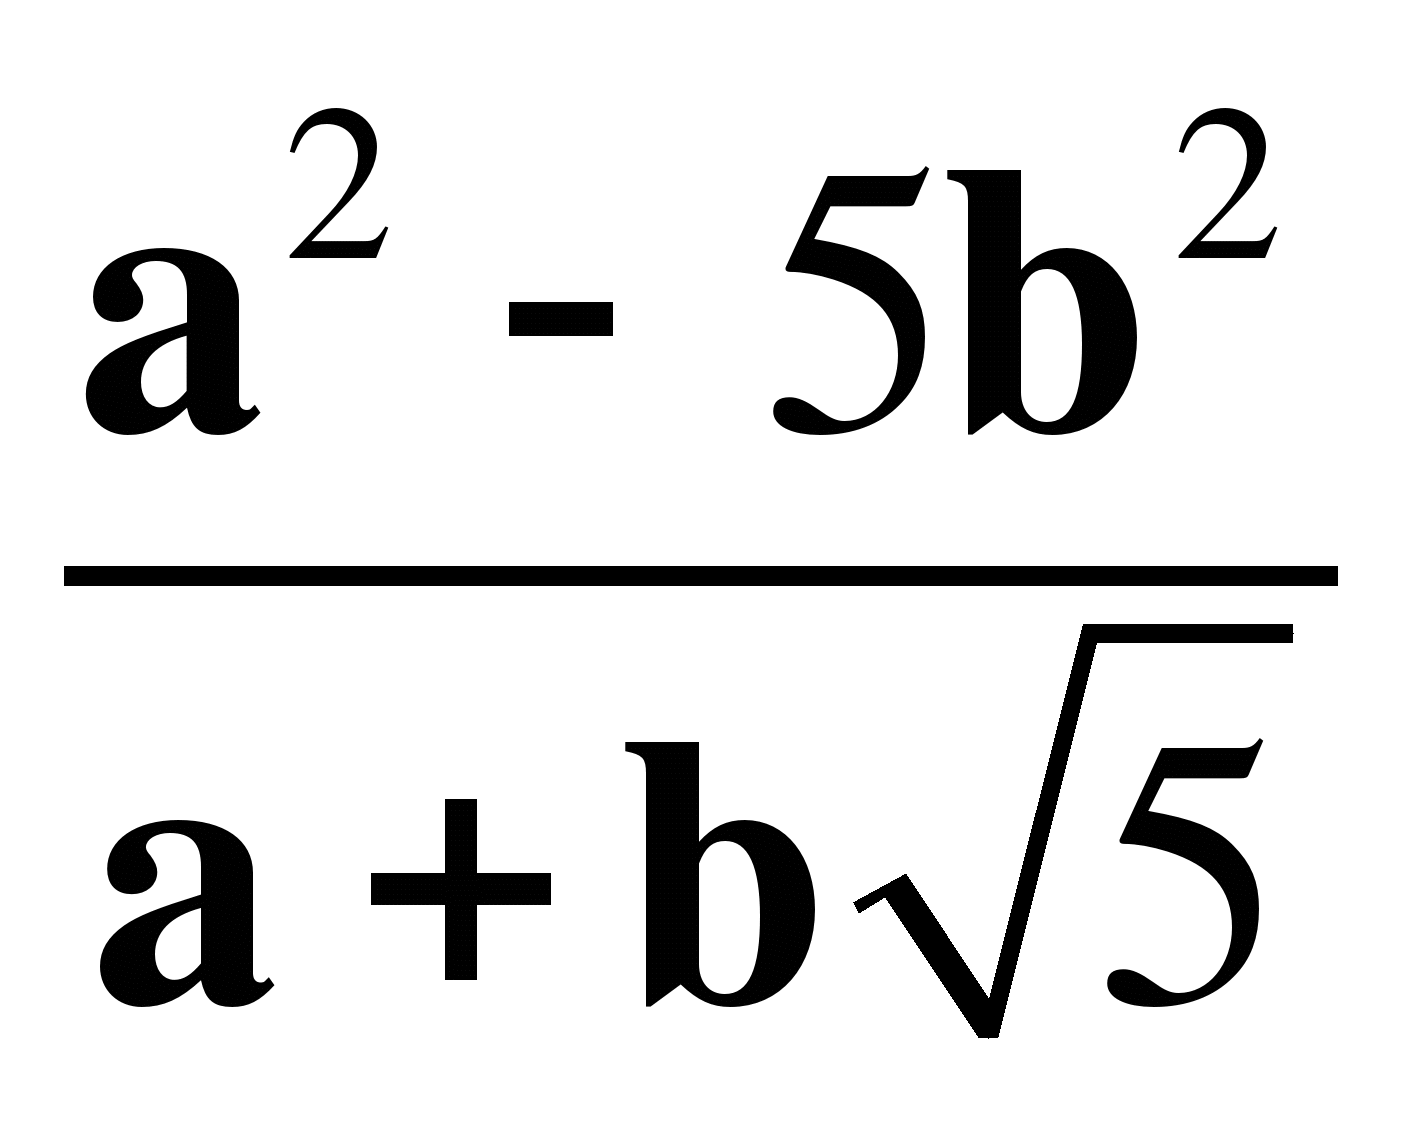 a² - 5b²
a + b√5